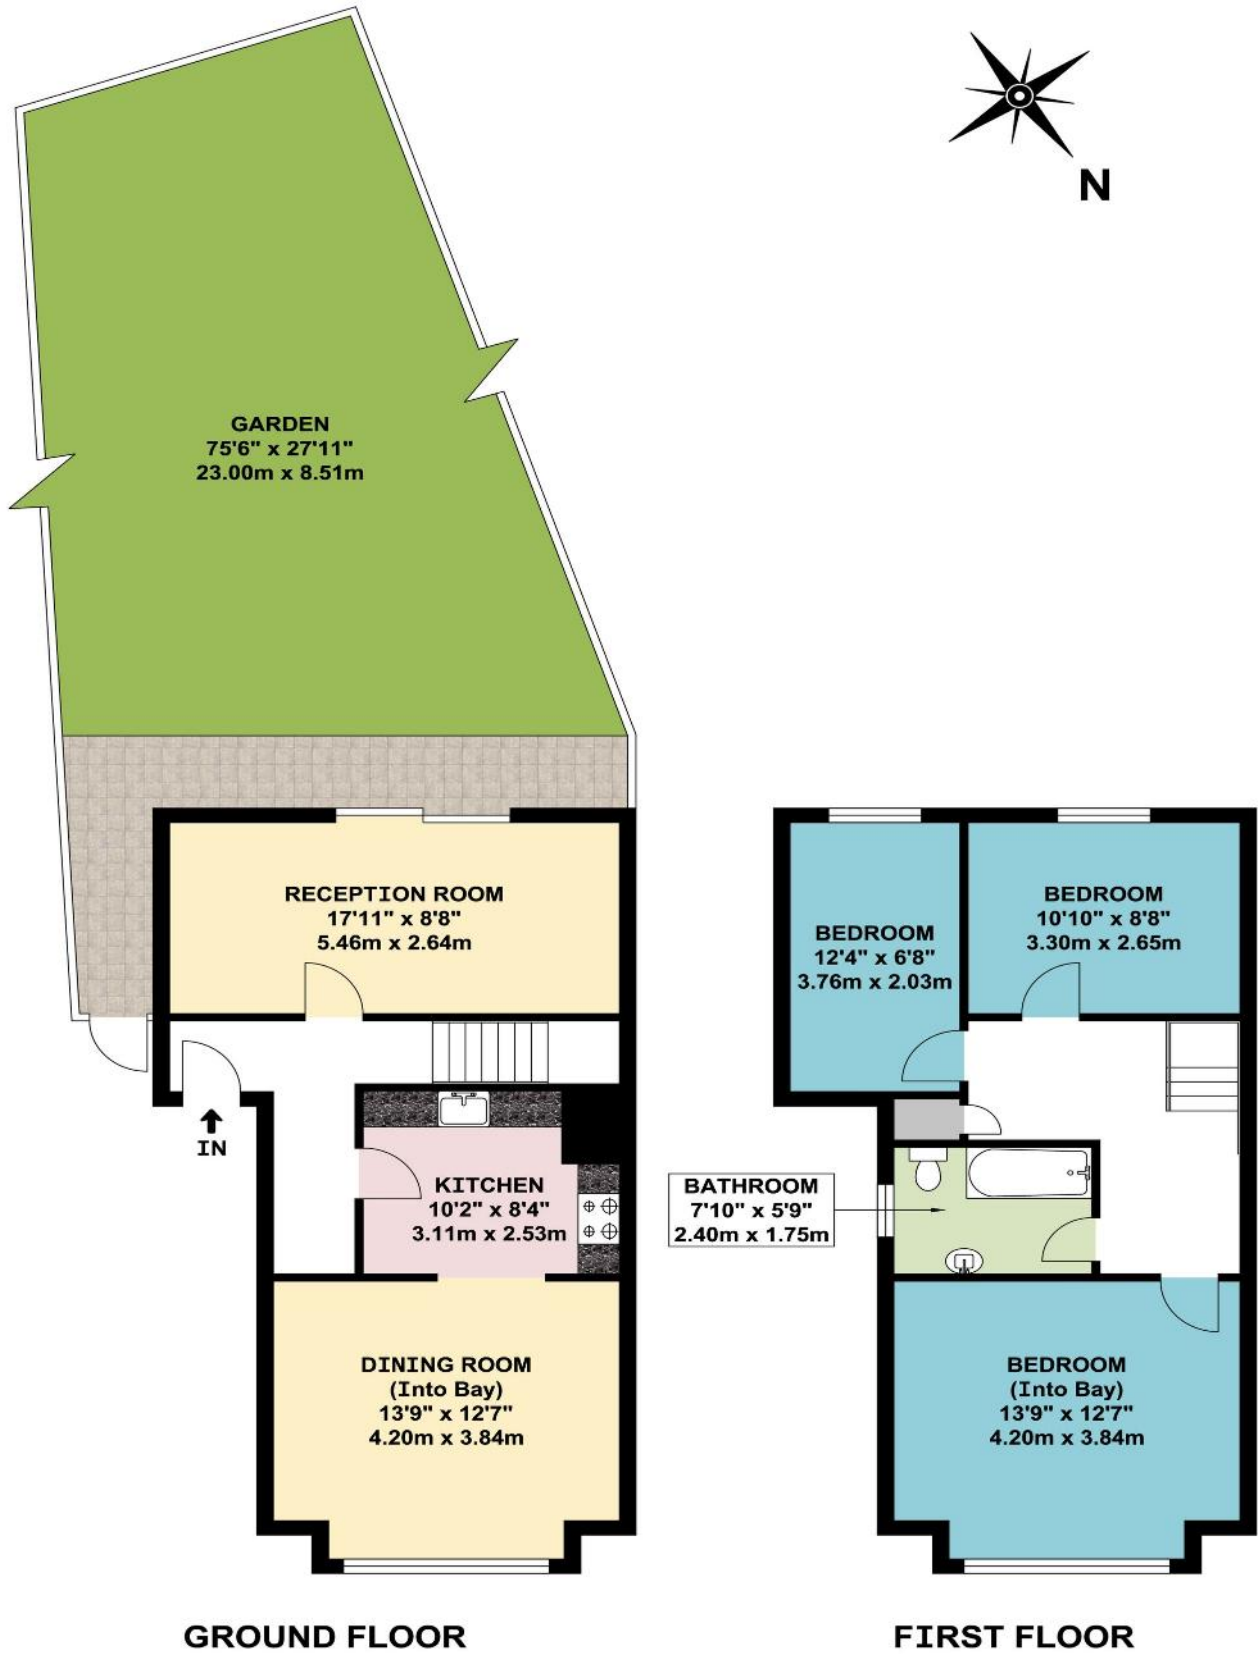 N
GARDEN
75'6" x 27'11"
23.00m x 8.51m
RECEPTION ROOM
17'11" x 8'8"
5.46m x 2.64m
IN
KITCHEN
10'2" x 8'4"
3.11m x 2.53m
DINING ROOM
(Into Bay)
13'9" x 12'7"
4.20m x 3.84m
GROUND FLOOR
BEDROOM
12'4" x 6'8"
3.76m x 2.03m
BEDROOM
10'10" x 8'8"
3.30m x 2.65m
BATHROOM
7'10" x 5'9"
2.40m x 1.75m
BEDROOM
(Into Bay)
13'9" x 12'7"
4.20m x 3.84m
FIRST FLOOR